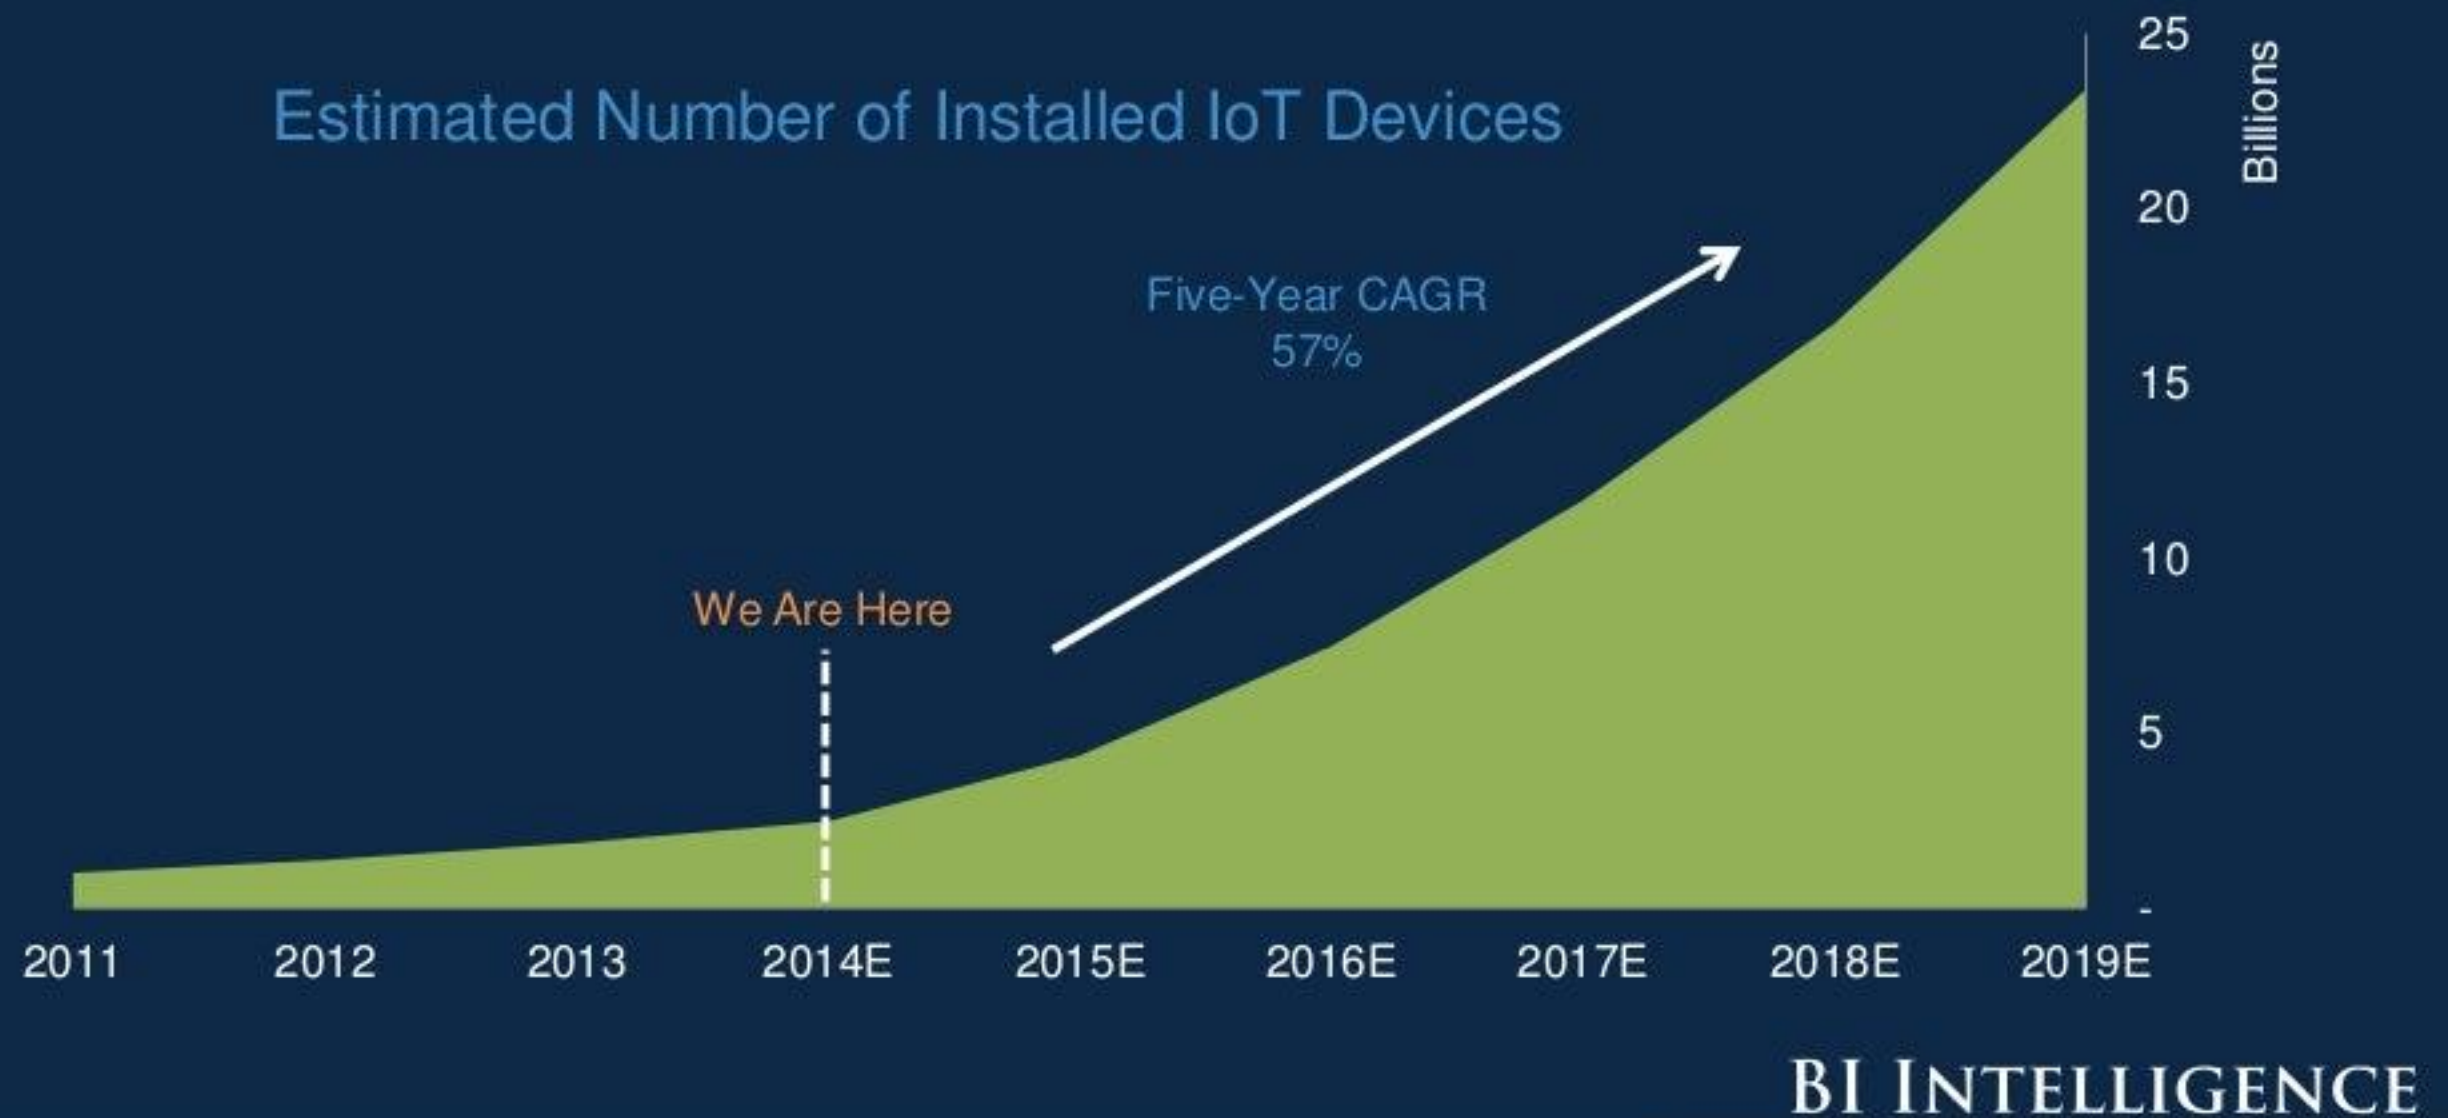 Estimated Number of Installed IoT Devices
Five-Year CAGR
57%
We Are Here
Billions
25
20
15
10
5
-
2011 2012 2013 2014E 2015E 2016E 2017E 2018E 2019E
BI INTELLIGENCE